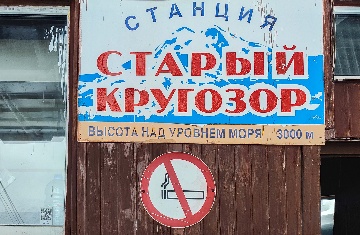 СТАНЦИЯ
СТАРЫЙ
КРУГОЗОР
ВЫСОТА НАД УРОВНЕМ МОРЯ 3000 м